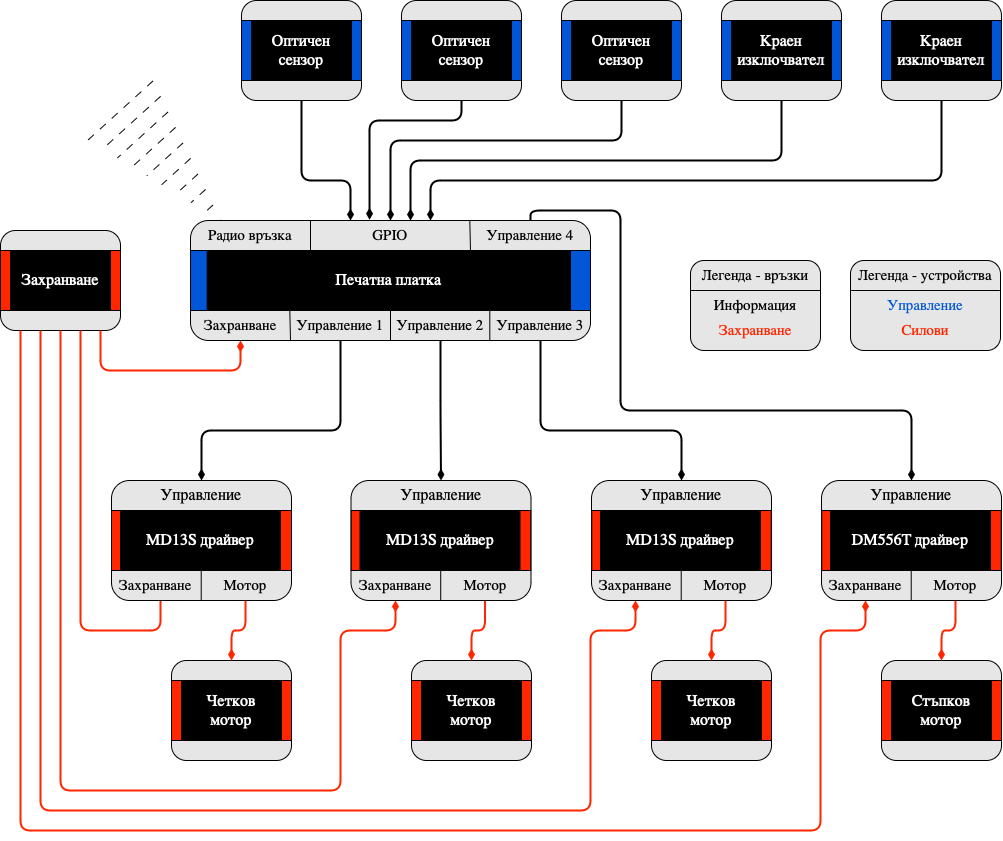 Оптичен
сензор
Оптичен
сензор
Оптичен
сензор
Краен
изключвател
Краен
изключвател
Радио връзка
GPIO
Управление 4
Печатна платка
Захранване
Управление 1
Управление 2
Управление 3
Захранване
Легенда - връзки
Информация
Захранване
Легенда - устройства
Управление
Силови
Управление
MD13S драйвер
Захранване
Мотор
Управление
MD13S драйвер
Захранване
Мотор
Управление
MD13S драйвер
Захранване
Мотор
Управление
DM556T драйвер
Захранване
Мотор
Четков
мотор
Четков
мотор
Четков
мотор
Стъпков
мотор